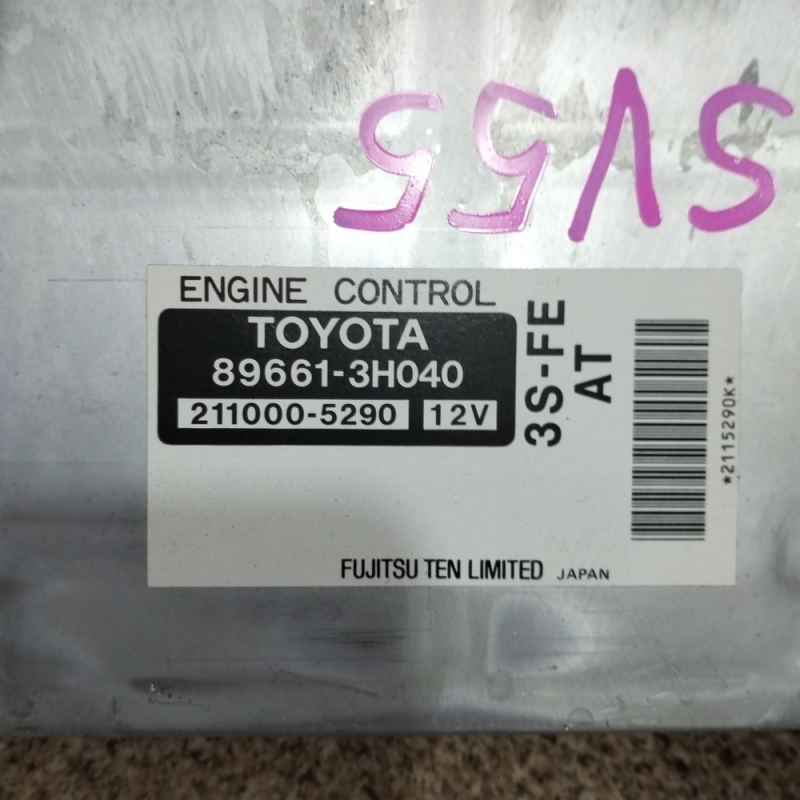 SV55
ENGINE CONTROL
TOYOTA
89661-3H040
211000-5290 12V
3S-FE
AT
*2115290K*
FUJITSU TEN LIMITED JAPAN